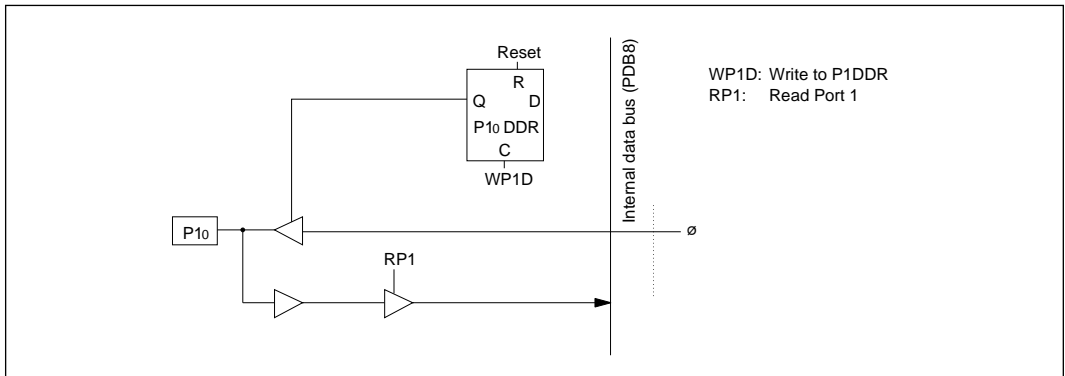 Reset
R
Q D
P10 DDR
C
WP1D
Internal data bus (PDB8)
WP1D: Write to P1DDR
RP1: Read Port 1
P10
ø
RP1